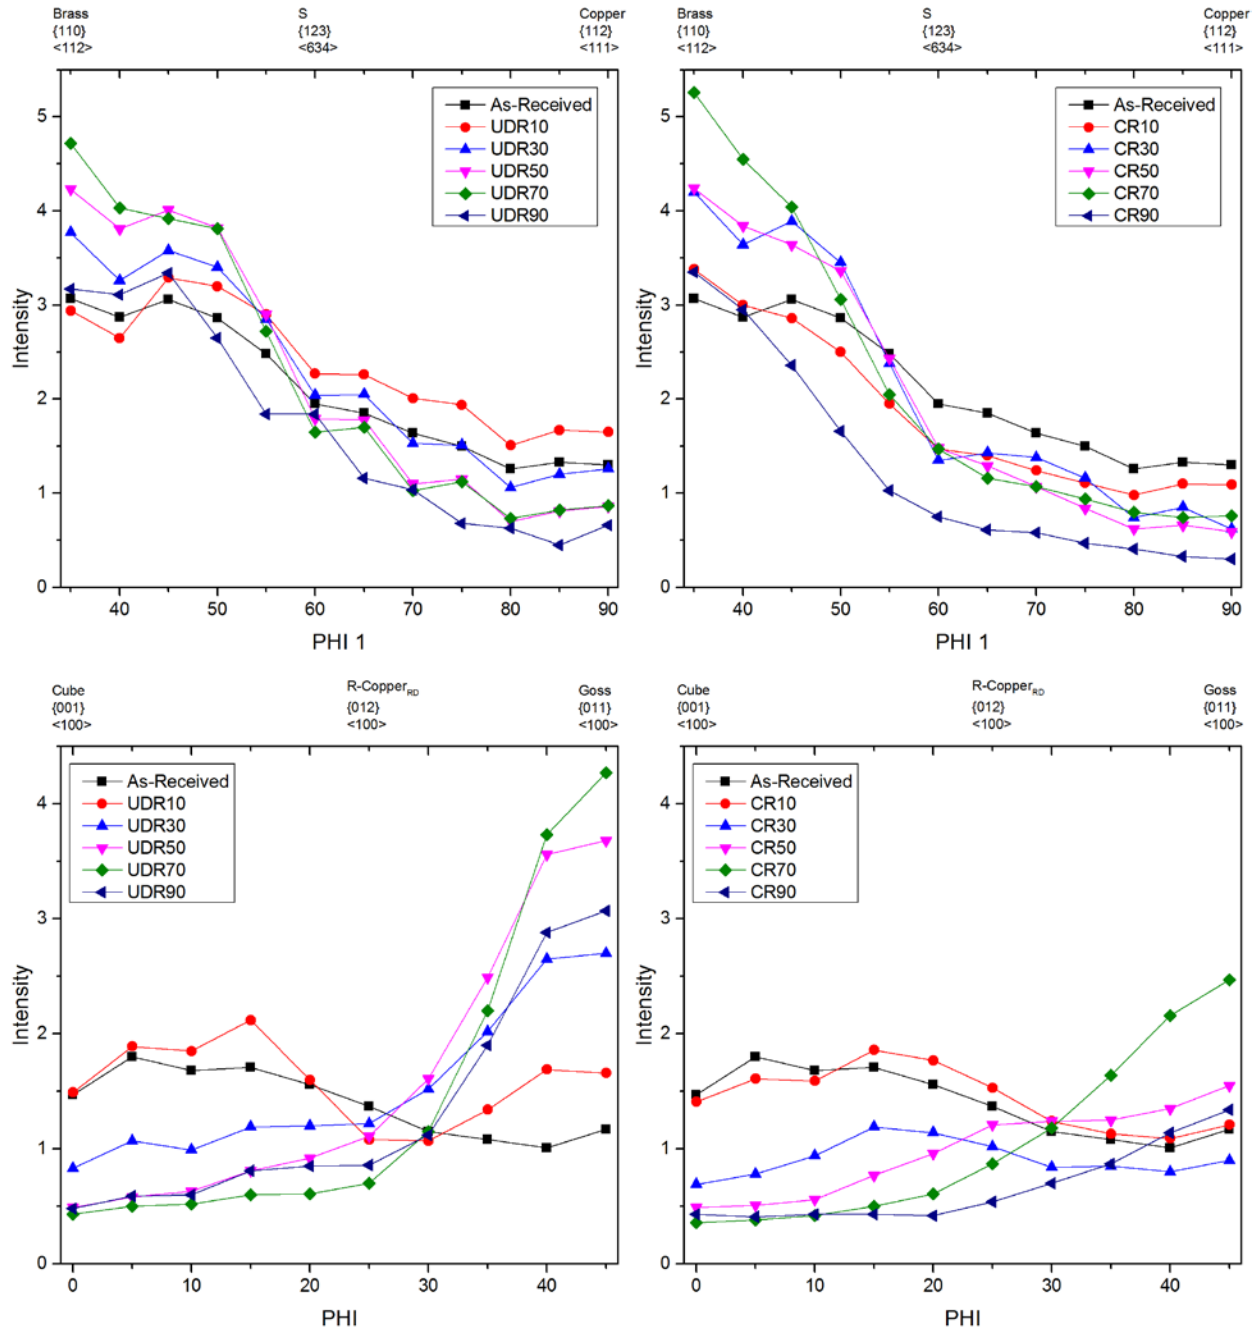 Brass
{110}
<112>
S
{123}
<634>
Copper
{112}
<111>
5
4
3
2
1
0
Intensity
As-Received
UDR10
UDR30
UDR50
UDR70
UDR90
40 50 60 70 80 90
PHI 1
Brass
{110}
<112>
S
{123}
<634>
Copper
{112}
<111>
5
4
3
2
1
0
Intensity
As-Received
CR10
CR30
CR50
CR70
CR90
40 50 60 70 80 90
PHI 1
Cube
{001}
<100>
R-CopperRD
{012}
<100>
Goss
{011}
<100>
4
3
2
1
0
Intensity
As-Received
UDR10
UDR30
UDR50
UDR70
UDR90
0 10 20 30 40
PHI
Cube
{001}
<100>
R-CopperRD
{012}
<100>
Goss
{011}
<100>
4
3
2
1
0
Intensity
As-Received
CR10
CR30
CR50
CR70
CR90
0 10 20 30 40
PHI